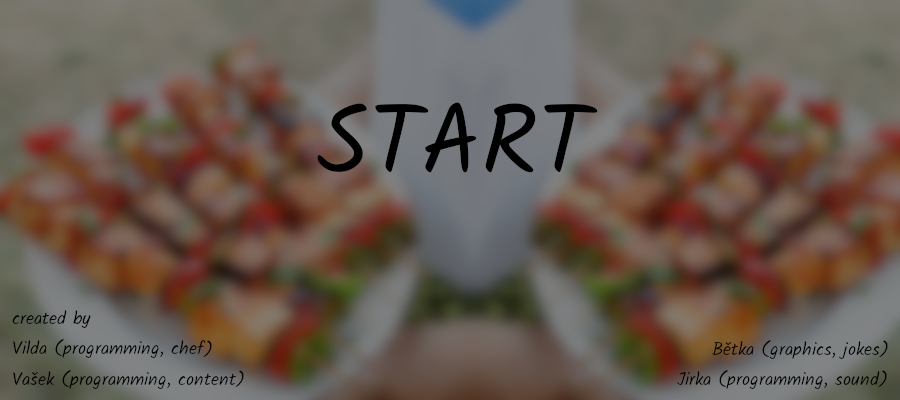 START
created by
Vilda (programming, chef)
Vašek (programming, content)
Bětka (graphics, jokes)
Jirka (programming, sound)